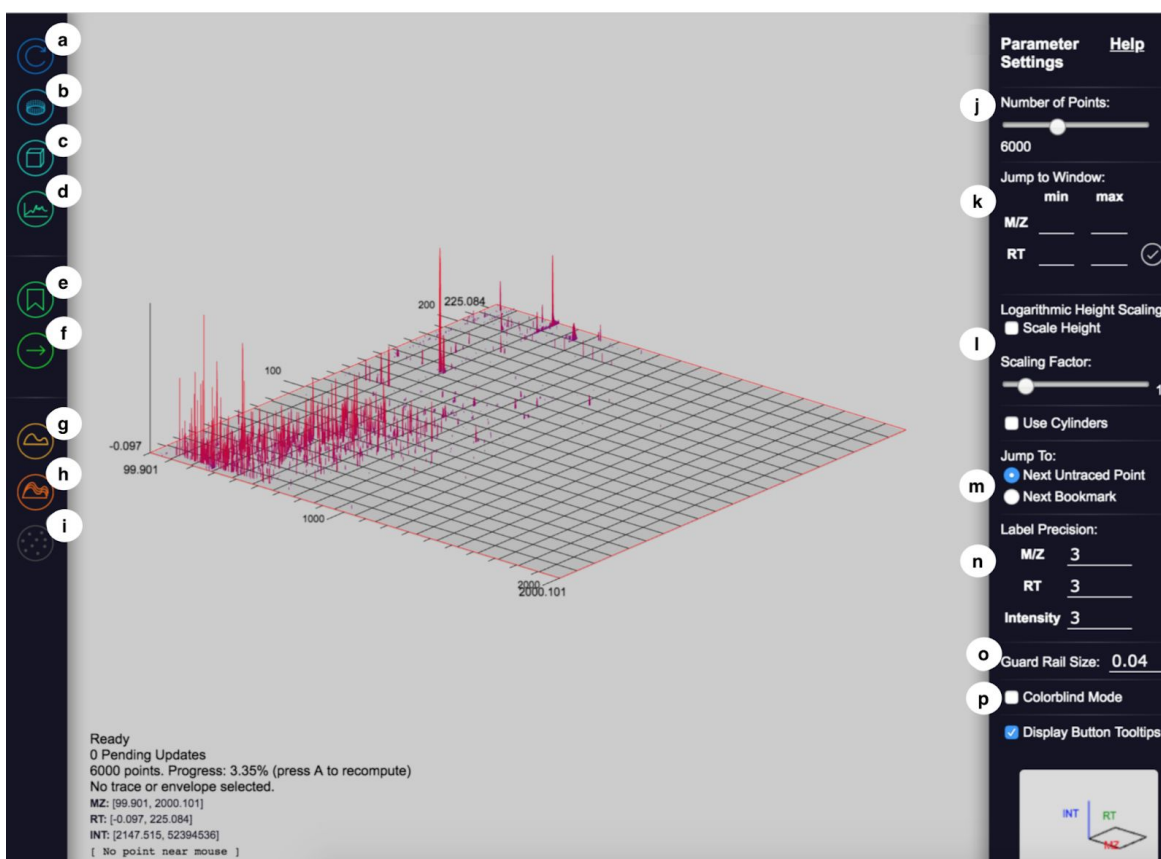 a
b
c
d
e
f
g
h
i
200 225.084
100
-0.097
99.901
1000
2000
2000.101
Ready
0 Pending Updates
6000 points. Progress: 3.35% (press A to recompute)
No trace or envelope selected.
MZ: [99.901, 2000.101]
RT: [-0.097, 225.084]
INT: [2147.515, 52394536]
[ No point near mouse ]
Parameter Settings Help
j Number of Points:
6000
Jump to Window:
k min max
M/Z
RT
Logarithmic Height Scaling
Scale Height
l
Scaling Factor:
1
Use Cylinders
Jump To:
Next Untraced Point
m
Next Bookmark
Label Precision:
n M/Z 3
RT 3
Intensity 3
o Guard Rail Size: 0.04
p Colorblind Mode
Display Button Tooltips
INT RT
MZ